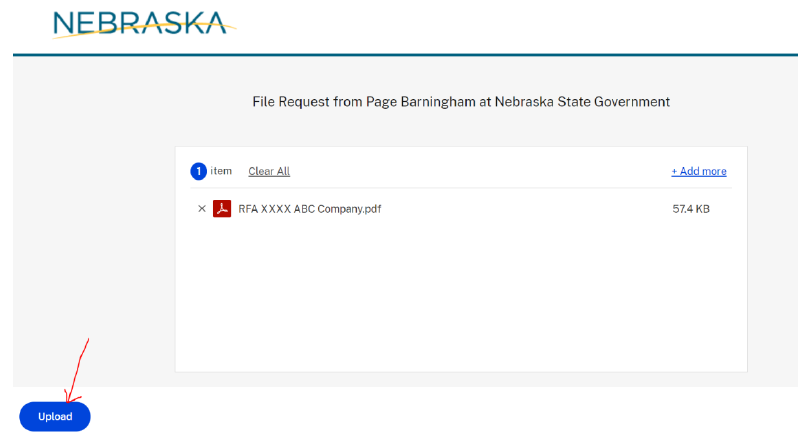 NEBRASKA
File Request from Page Barningham at Nebraska State Government
1 item Clear All + Add more
× RFA XXXX ABC Company.pdf 57.4 KB
Upload